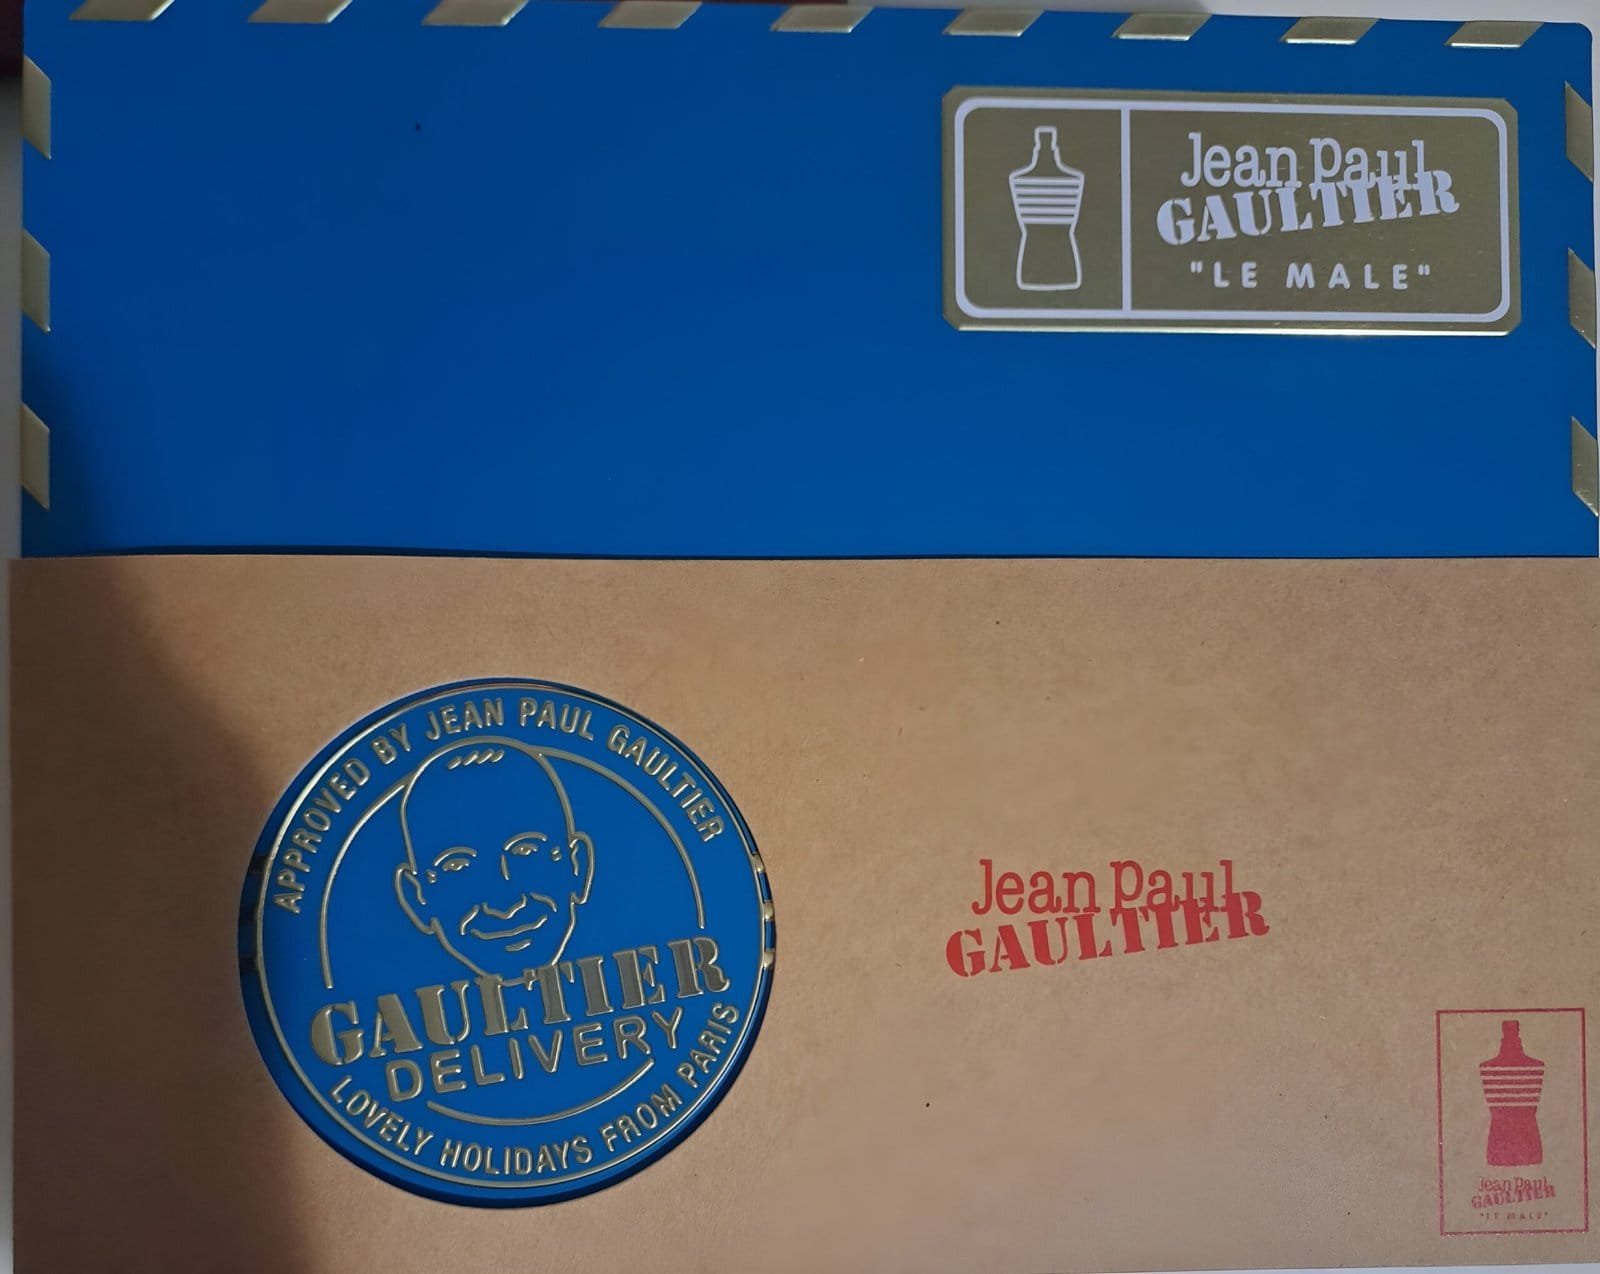 Jean Paul
GAULTIER
"LE MALE"
APPROVED BY JEAN PAUL GAULTIER
GAULTIER
DELIVERY
LOVELY HOLIDAYS FROM PARIS
Jean Paul
GAULTIER
Jean Paul
GAULTIER
"LE MALE"